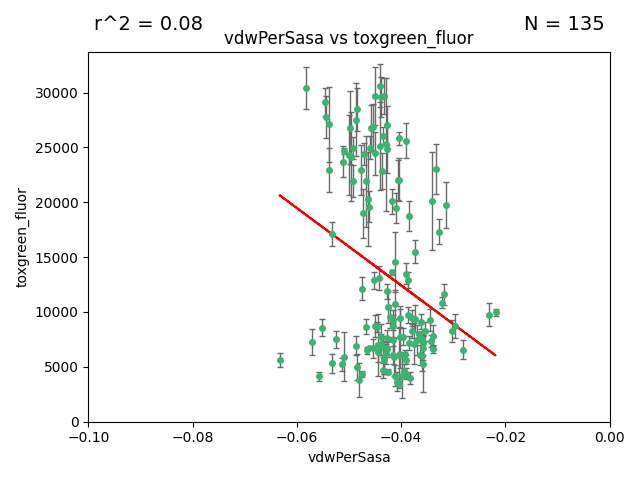 r^2 = 0.08
N = 135
vdwPerSasa vs toxgreen_fluor
30000
25000
20000
15000
10000
5000
0
toxgreen_fluor
−0.10
−0.08
−0.06
−0.04
−0.02
0.00
vdwPerSasa